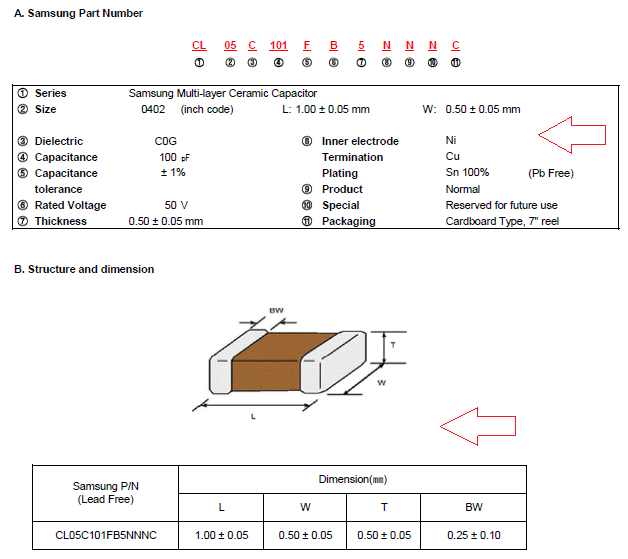 A. Samsung Part Number
CL 05 C 101 F B 5 N N N C
① ② ③ ④ ⑤ ⑥ ⑦ ⑧ ⑨ ⑩ ⑪
① Series Samsung Multi-layer Ceramic Capacitor
② Size 0402 (inch code) L: 1.00 ± 0.05 mm W: 0.50 ± 0.05 mm
③ Dielectric C0G ⑧ Inner electrode Ni
④ Capacitance 100 pF Termination Cu
⑤ Capacitance ± 1% Plating Sn 100% (Pb Free)
tolerance ⑨ Product Normal
⑥ Rated Voltage 50 V ⑩ Special Reserved for future use
⑦ Thickness 0.50 ± 0.05 mm ⑪ Packaging Cardboard Type, 7" reel
B. Structure and dimension
BW
T
W
L
Samsung P/N
(Lead Free)
Dimension(㎜)
L W T BW
CL05C101FB5NNNC 1.00 ± 0.05 0.50 ± 0.05 0.50 ± 0.05 0.25 ± 0.10